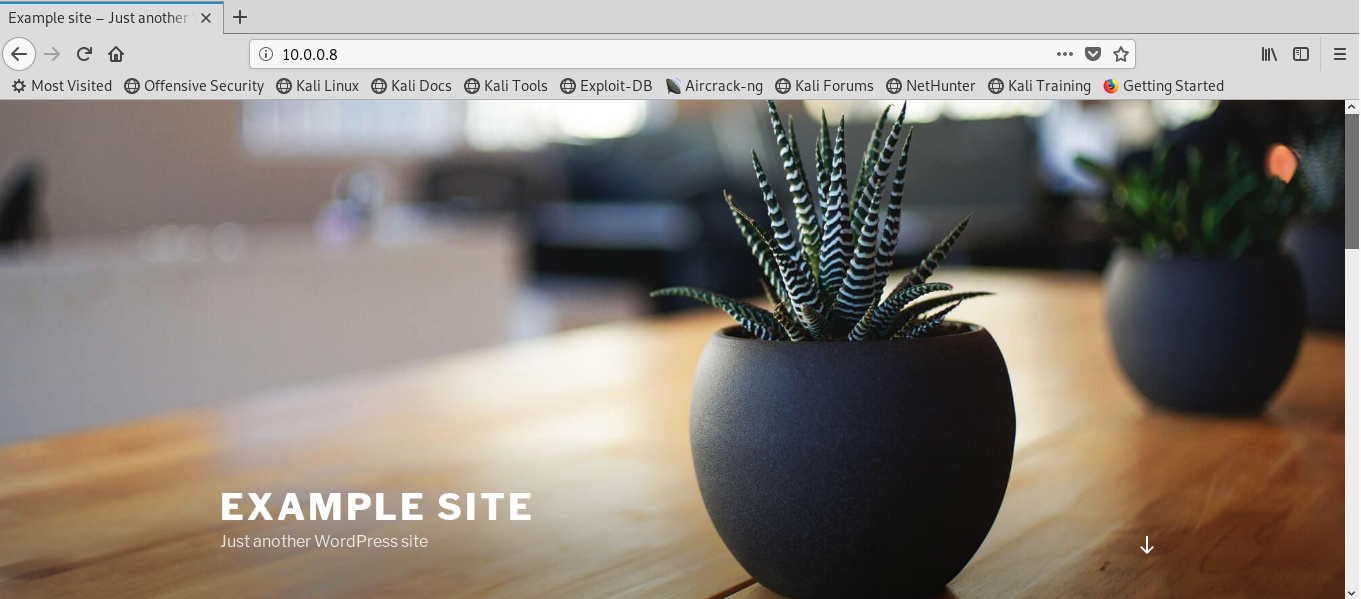 Example site – Just another
10.0.0.8
Most Visited Offensive Security Kali Linux Kali Docs Kali Tools Exploit-DB Aircrack-ng Kali Forums NetHunter Kali Training Getting Started
EXAMPLE SITE
Just another WordPress site